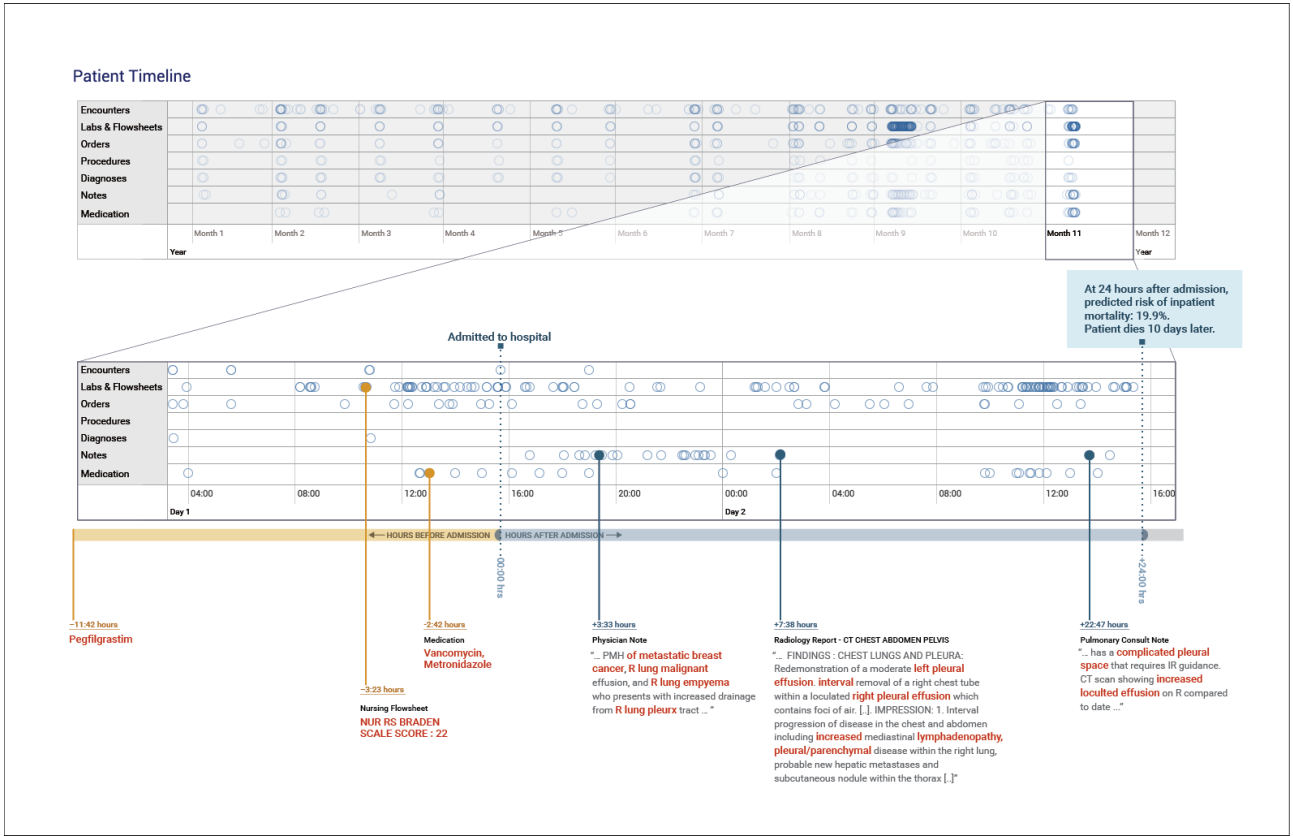 Patient Timeline
Encounters
Labs & Flowsheets
Orders
Procedures
Diagnoses
Notes
Medication
Month 1
Month 2
Month 3
Month 4
Month 5
Month 6
Month 7
Month 8
Month 9
Month 10
Month 11
Month 12
Year
Year
At 24 hours after admission,
predicted risk of inpatient
mortality: 19.9%.
Patient dies 10 days later.
Admitted to hospital
Encounters
Labs & Flowsheets
Orders
Procedures
Diagnoses
Notes
Medication
04:00
08:00
12:00
16:00
20:00
00:00
04:00
08:00
12:00
16:00
Day 1
Day 2
HOURS BEFORE ADMISSION
HOURS AFTER ADMISSION
00:00 hrs
+24:00 hrs
−11:42 hours
Pegfilgrastim
−3:23 hours
Nursing Flowsheet
NUR RS BRADEN
SCALE SCORE : 22
-2:42 hours
Medication
Vancomycin,
Metronidazole
+3:33 hours
Physician Note
"... PMH of metastatic breast
cancer, R lung malignant
effusion, and R lung empyema
who presents with increased drainage
from R lung pleurx tract ... "
+7:38 hours
Radiology Report - CT CHEST ABDOMEN PELVIS
"... FINDINGS : CHEST LUNGS AND PLEURA:
Redemonstration of a moderate left pleural
effusion. interval removal of a right chest tube
within a loculated right pleural effusion which
contains foci of air. [..]. IMPRESSION: 1. Interval
progression of disease in the chest and abdomen
including increased mediastinal lymphadenopathy,
pleural/parenchymal disease within the right lung,
probable new hepatic metastases and
subcutaneous nodule within the thorax [..]"
+22:47 hours
Pulmonary Consult Note
"... has a complicated pleural
space that requires IR guidance.
CT scan showing increased
loculted effusion on R compared
to date ..."